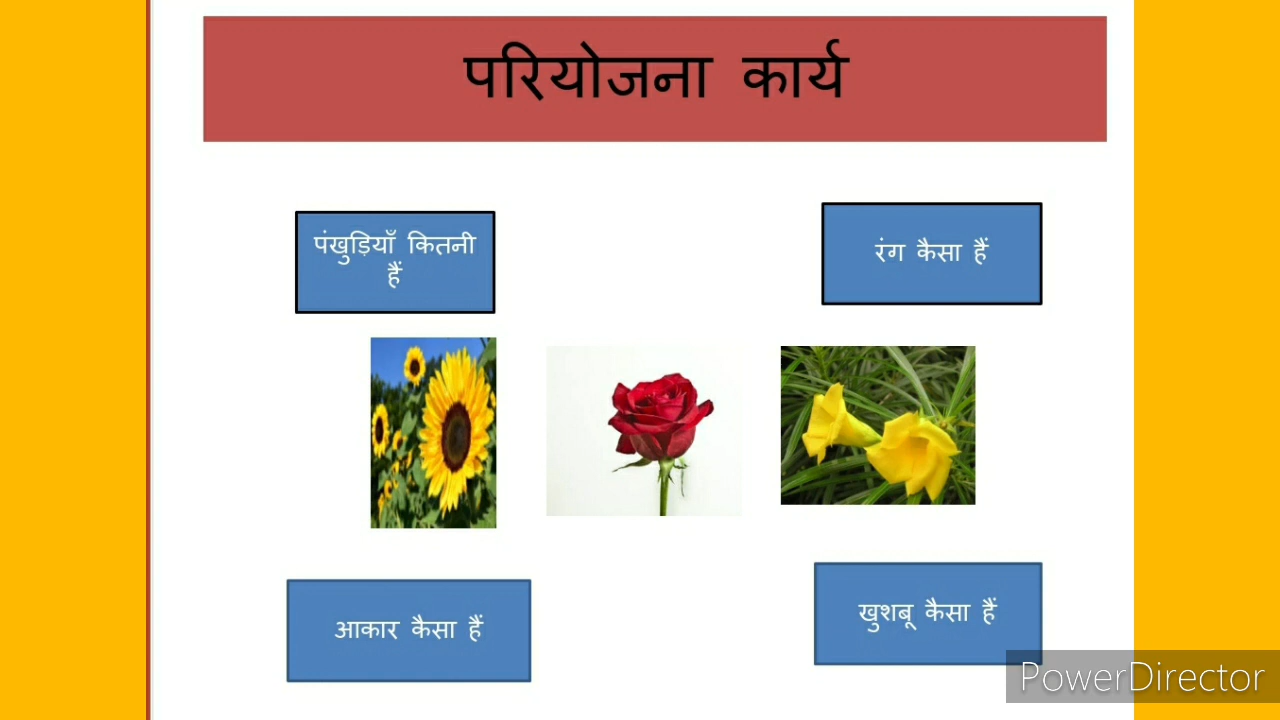 परियोजना कार्य
पंखुड़ियाँ कितनी
हैं
रंग कैसा हैं
आकार कैसा हैं
खुशबू कैसा हैं
PowerDirector